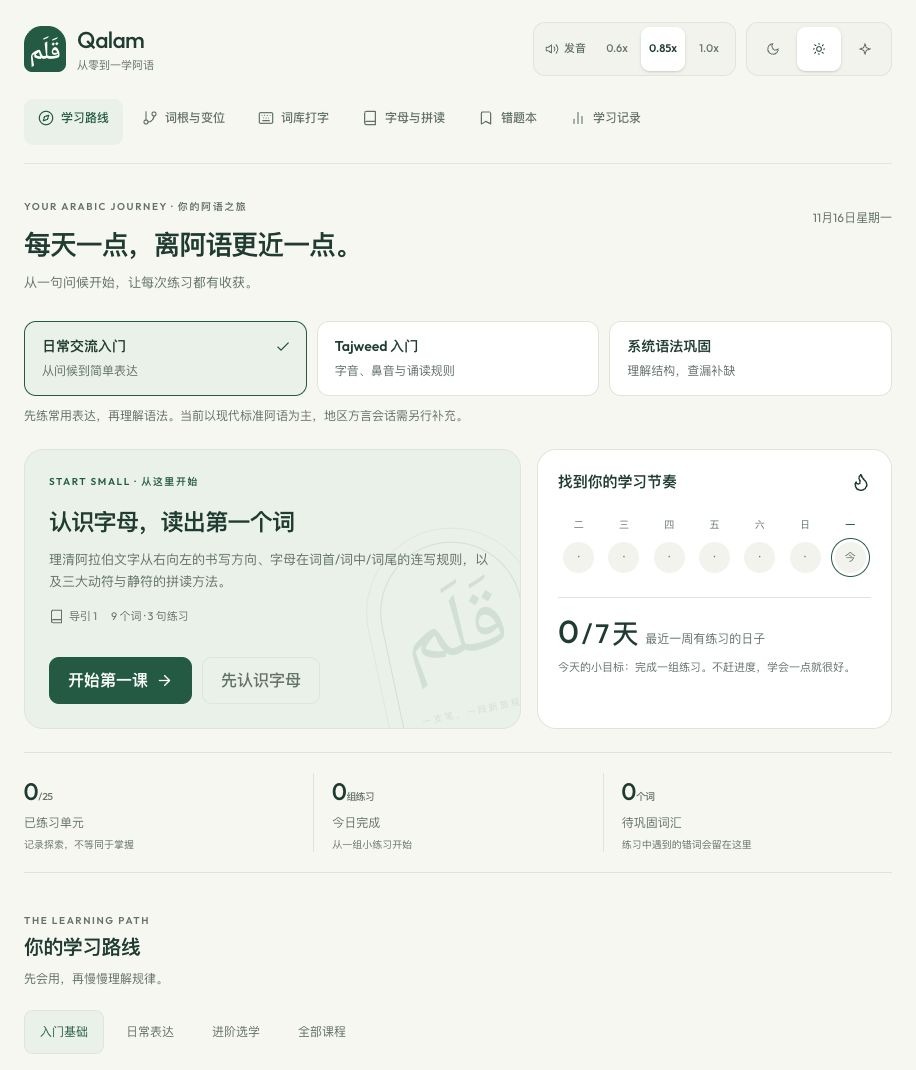 قَلَم
Qalam
从零到一学阿语
发音 0.6x 0.85x 1.0x
学习路线 词根与变位 词库打字 字母与拼读 错题本 学习记录
YOUR ARABIC JOURNEY · 你的阿语之旅
11月16日星期一
每天一点，离阿语更近一点。
从一句问候开始，让每次练习都有收获。
日常交流入门
从问候到简单表达
Tajweed 入门
字音、鼻音与诵读规则
系统语法巩固
理解结构，查漏补缺
先练常用表达，再理解语法。当前以现代标准阿语为主，地区方言会话需另行补充。
START SMALL · 从这里开始
认识字母，读出第一个词
理清阿拉伯文字从右向左的书写方向、字母在词首/词中/词尾的连写规则，以
及三大动符与静符的拼读方法。
导引 1 9 个词 · 3 句练习
开始第一课 →
先认识字母
قَلَم
一支笔，一段新旅程
找到你的学习节奏
二 三 四 五 六 日 一
· · · · · · 今
0/7天 最近一周有练习的日子
今天的小目标：完成一组练习。不赶进度，学会一点就很好。
0/25
已练习单元
记录探索，不等同于掌握
0组练习
今日完成
从一组小练习开始
0个词
待巩固词汇
练习中遇到的错词会留在这里
THE LEARNING PATH
你的学习路线
先会用，再慢慢理解规律。
入门基础 日常表达 进阶选学 全部课程